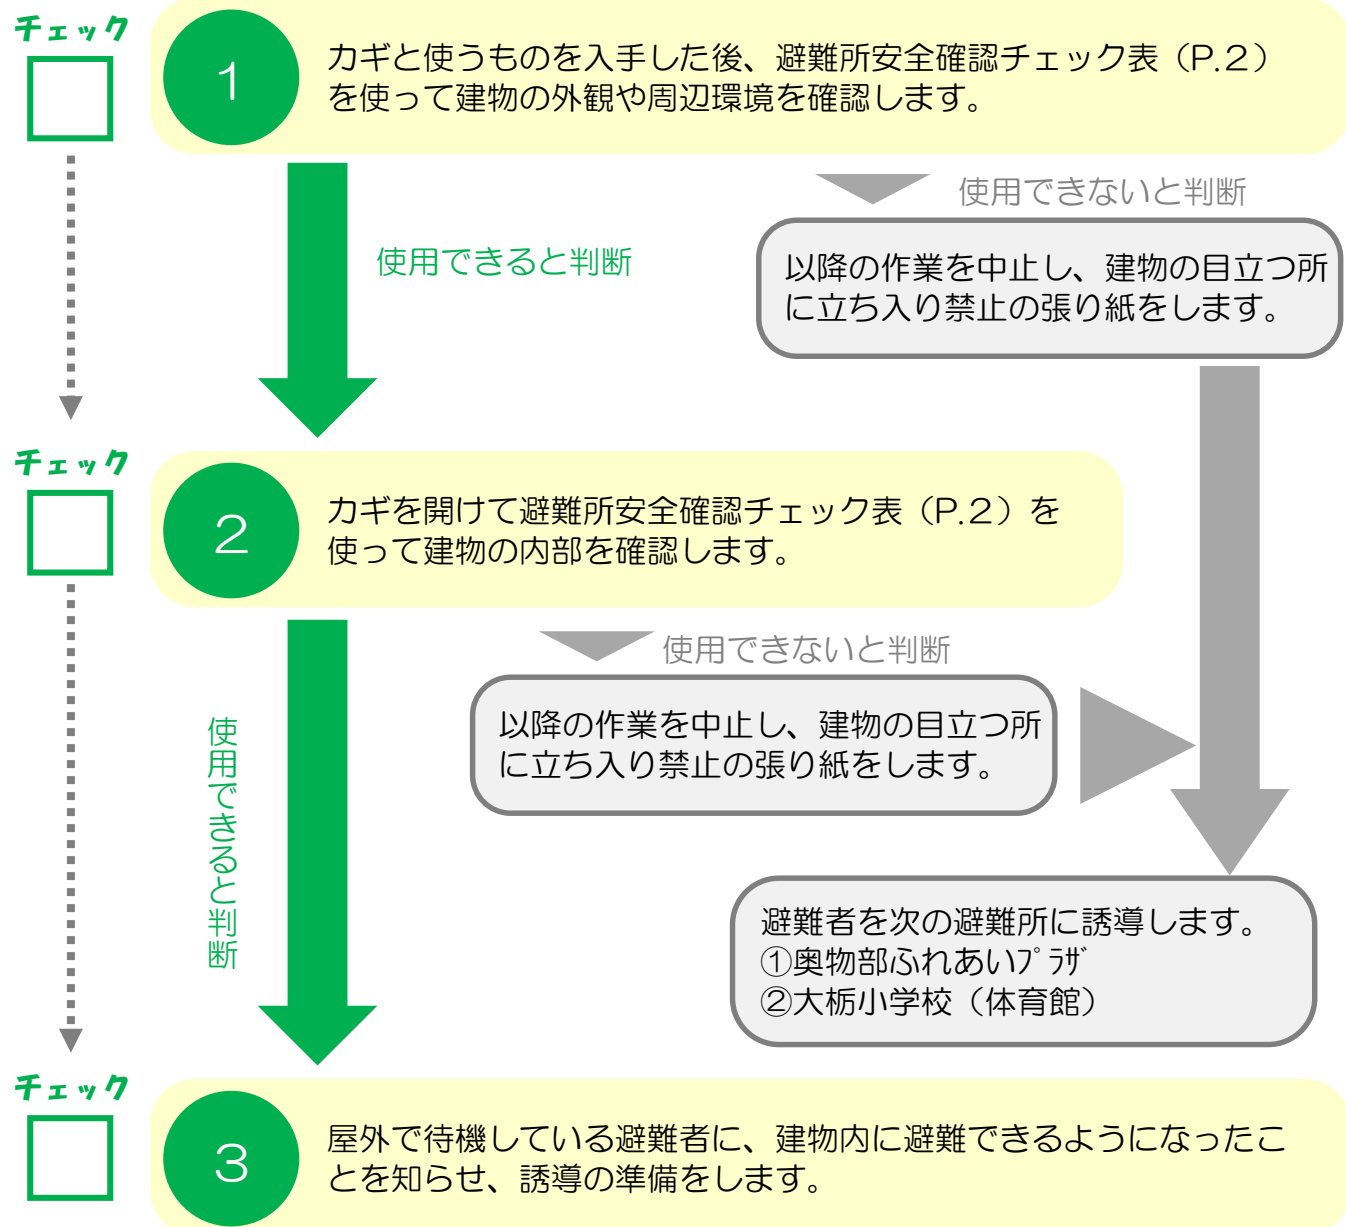 チェック
1
カギと使うものを入手した後、避難所安全確認チェック表（P.2）
を使って建物の外観や周辺環境を確認します。
使用できないと判断
使用できると判断
以降の作業を中止し、建物の目立つ所
に立ち入り禁止の張り紙をします。
チェック
2
カギを開けて避難所安全確認チェック表（P.2）を
使って建物の内部を確認します。
使用できないと判断
使用できると判断
以降の作業を中止し、建物の目立つ所
に立ち入り禁止の張り紙をします。
避難者を次の避難所に誘導します。
①奥物部ふれあいﾌﾟﾗｻﾞ
②大栃小学校（体育館）
チェック
3
屋外で待機している避難者に、建物内に避難できるようになったこ
とを知らせ、誘導の準備をします。